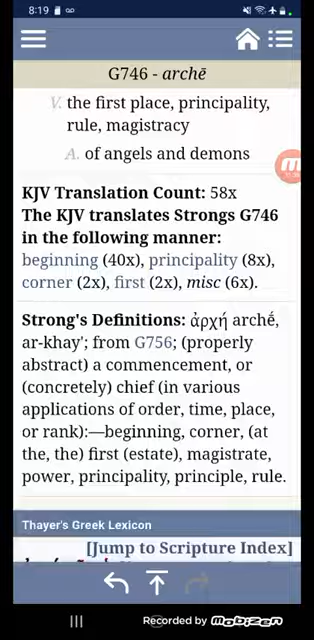 8:19
G746 - archē
V. the first place, principality,
rule, magistracy
A. of angels and demons
KJV Translation Count: 58x
The KJV translates Strongs G746
in the following manner:
beginning (40x), principality (8x),
corner (2x), first (2x), misc (6x).
Strong's Definitions: ἀρχή archḗ,
ar-khay'; from G756; (properly
abstract) a commencement, or
(concretely) chief (in various
applications of order, time, place,
or rank):—beginning, corner, (at
the, the) first (estate), magistrate,
power, principality, principle, rule.
Thayer's Greek Lexicon
[Jump to Scripture Index]
Recorded by mobizen